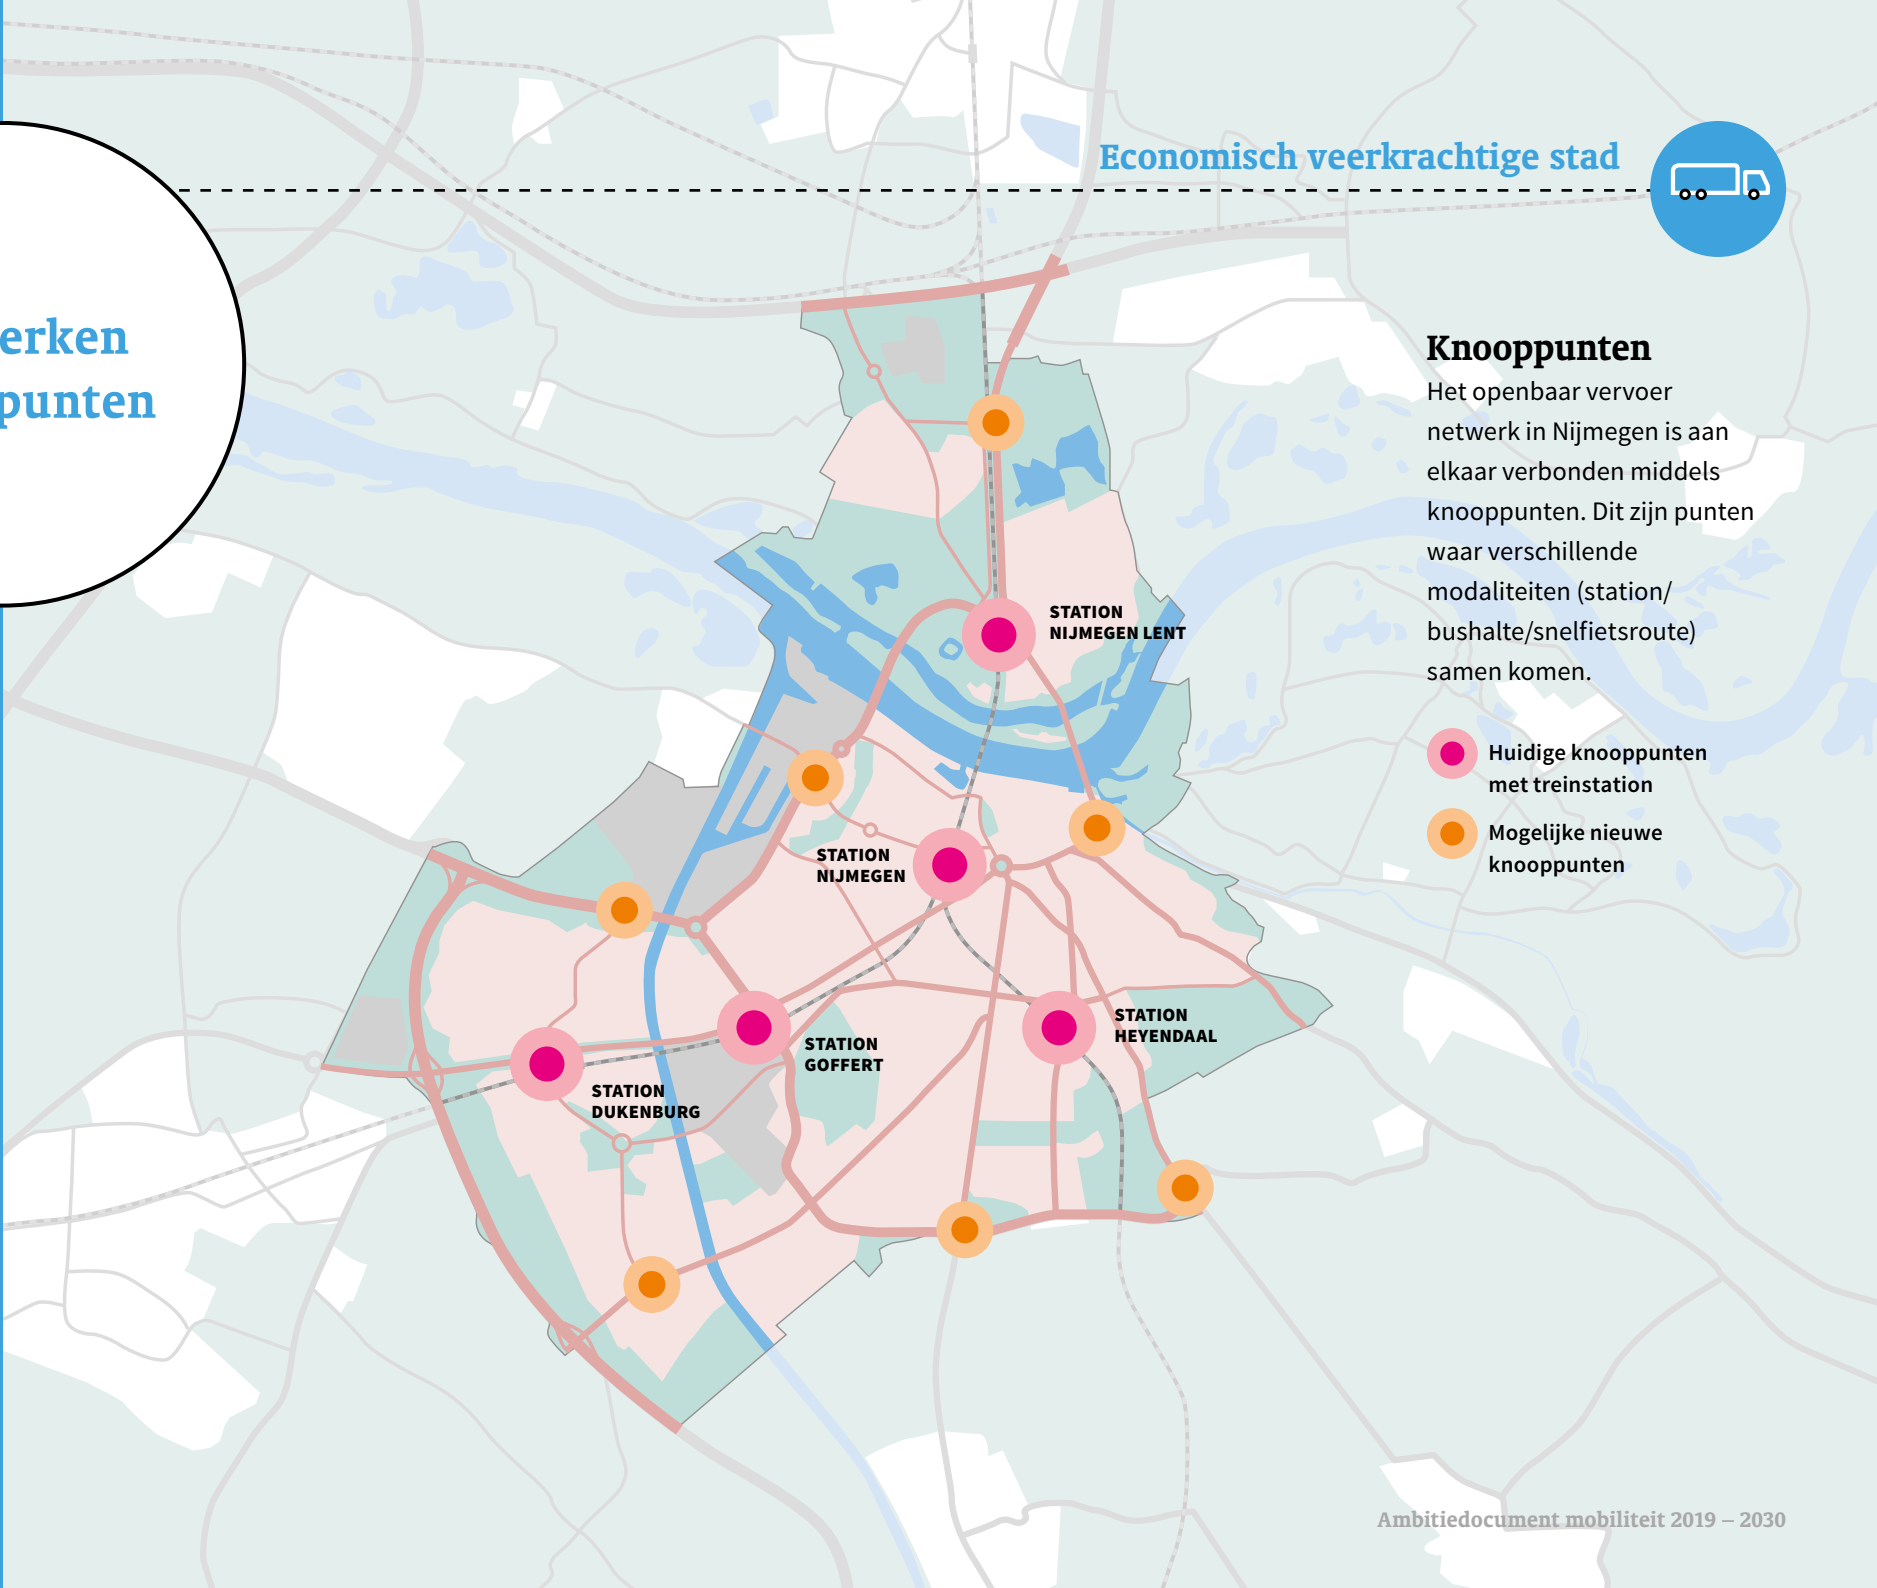 Economisch veerkrachtige stad
erken
punten
Knooppunten
Het openbaar vervoer
netwerk in Nijmegen is aan
elkaar verbonden middels
knooppunten. Dit zijn punten
waar verschillende
modaliteiten (station/
bushalte/snelfietsroute)
samen komen.
Huidige knooppunten
met treinstation
Mogelijke nieuwe
knooppunten
STATION
NIJMEGEN LENT
STATION
NIJMEGEN
STATION
HEYENDAAL
STATION
GOFFERT
STATION
DUKENBURG
Ambitiedocument mobiliteit 2019 – 2030